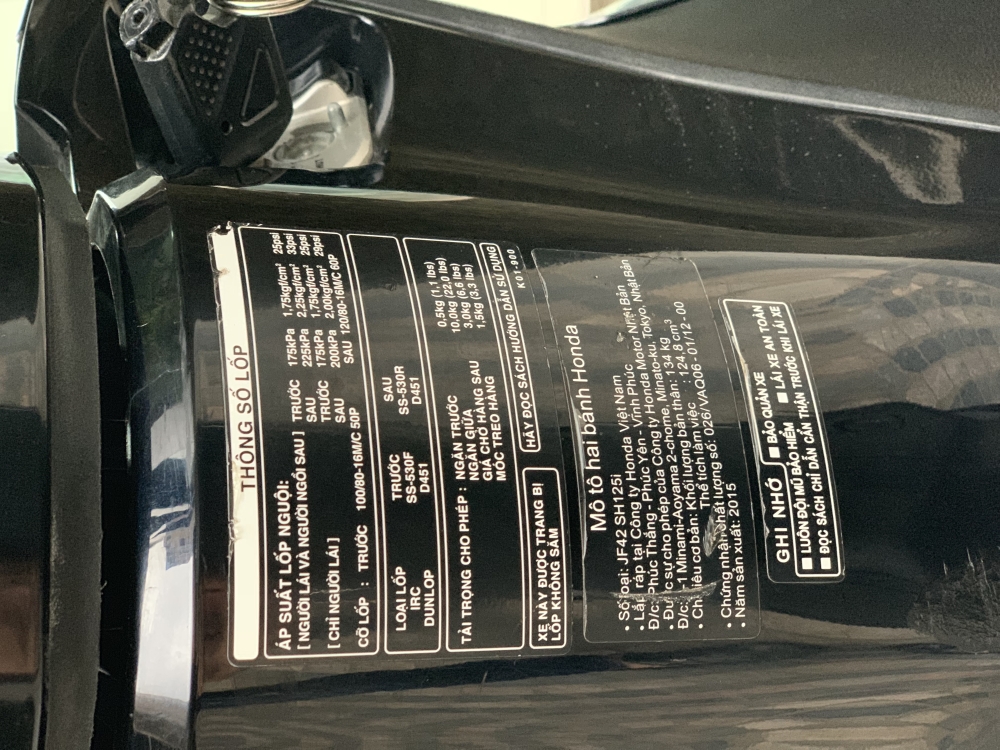 THÔNG SỐ LỐP
ÁP SUẤT LỐP NGUỘI:
[NGƯỜI LÁI VÀ NGƯỜI NGỒI SAU] TRƯỚC 175kPa 1,75kgf/cm² 25psi
SAU 225kPa 2,25kgf/cm² 33psi
[CHỈ NGƯỜI LÁI] TRƯỚC 175kPa 1,75kgf/cm² 25psi
SAU 200kPa 2,00kgf/cm² 29psi
CỠ LỐP : TRƯỚC 100/80-16M/C 50P SAU 120/80-16M/C 60P
LOẠI LỐP TRƯỚC SAU
IRC SS-530F SS-530R
DUNLOP D451 D451
TẢI TRỌNG CHO PHÉP : NGĂN TRƯỚC 0,5kg (1,1 lbs)
NGĂN GIỮA 10,0kg (22,0 lbs)
GIÁ CHỞ HÀNG SAU 3,0kg (6,6 lbs)
MÓC TREO HÀNG 1,5kg (3,3 lbs)
XE NÀY ĐƯỢC TRANG BỊ
LỐP KHÔNG SĂM
HÃY ĐỌC SÁCH HƯỚNG DẪN SỬ DỤNG
K01-900
Mô tô hai bánh Honda
• Số loại: JF42 SH125i
• Lắp ráp tại Công ty Honda Việt Nam
Đ/c: Phúc Thắng - Phúc Yên - Vĩnh Phúc
• Được sự cho phép của Công ty Honda Motor Nhật Bản
Đ/c: 1-1 Minami-Aoyama 2-chome, Minato-ku, Tokyo, Nhật Bản
• Chỉ tiêu cơ bản: Khối lượng bản thân: 134 kg
Thể tích làm việc : 124,8 cm³
• Chứng nhận chất lượng số: 026/VAQ06 - 01/12 - 00
• Năm sản xuất: 2015
GHI NHỚ
■ BẢO QUẢN XE
■ LUÔN ĐỘI MŨ BẢO HIỂM ■ LÁI XE AN TOÀN
■ ĐỌC SÁCH CHỈ DẪN CẨN THẬN TRƯỚC KHI LÁI XE